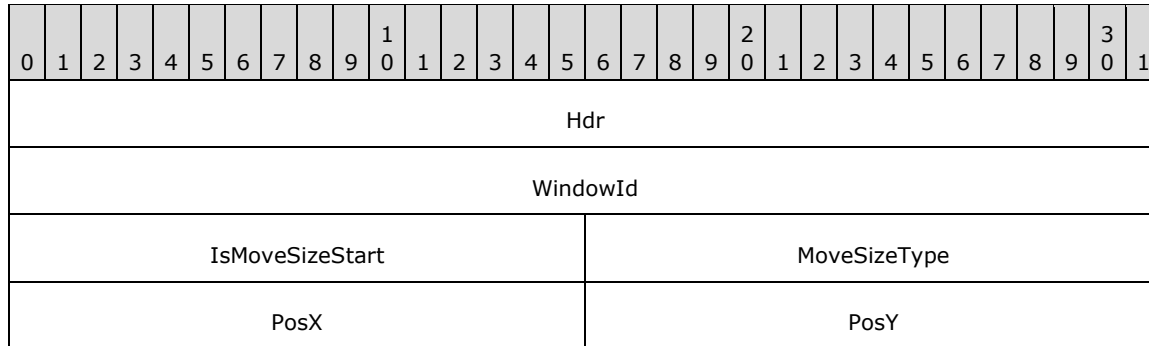 0 1 2 3 4 5 6 7 8 9 1 0 1 2 3 4 5 6 7 8 9 2 0 1 2 3 4 5 6 7 8 9 3 0 1
Hdr
WindowId
IsMoveSizeStart MoveSizeType
PosX PosY